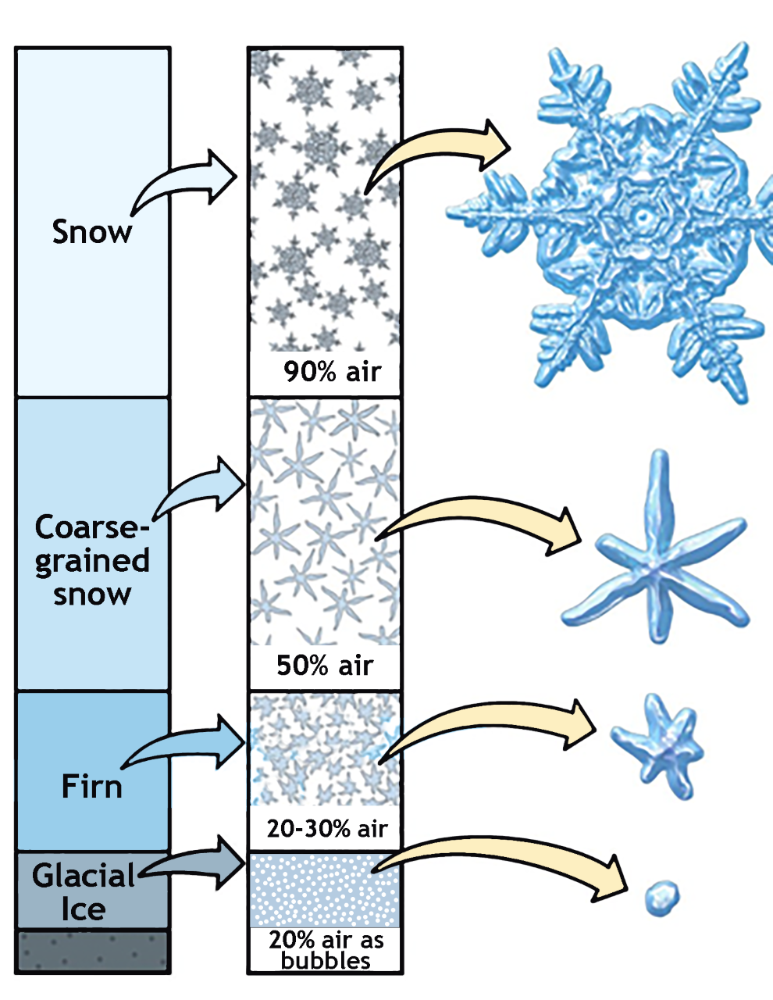 Snow
90% air
Coarse-
grained
snow
50% air
Firn
20-30% air
Glacial
Ice
20% air as
bubbles